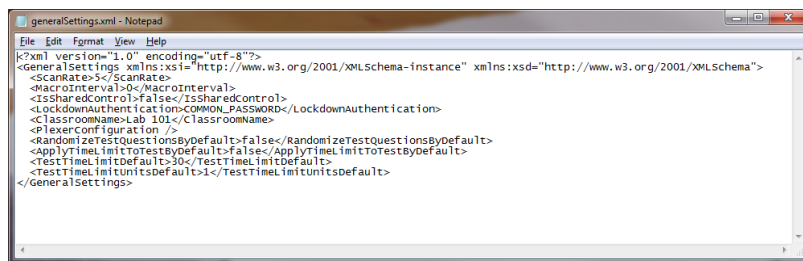 generalSettings.xml - Notepad
File Edit Format View Help
<?xml version="1.0" encoding="utf-8"?>
<GeneralSettings xmlns:xsi="http://www.w3.org/2001/XMLSchema-instance" xmlns:xsd="http://www.w3.org/2001/XMLSchema">
<ScanRate>5</ScanRate>
<MacroInterval>0</MacroInterval>
<IsSharedControl>false</IsSharedControl>
<LockdownAuthentication>COMMON_PASSWORD</LockdownAuthentication>
<ClassroomName>Lab 101</ClassroomName>
<PlexerConfiguration />
<RandomizeTestQuestionsByDefault>false</RandomizeTestQuestionsByDefault>
<ApplyTimeLimitToTestByDefault>false</ApplyTimeLimitToTestByDefault>
<TestTimeLimitDefault>30</TestTimeLimitDefault>
<TestTimeLimitUnitsDefault>1</TestTimeLimitUnitsDefault>
</GeneralSettings>